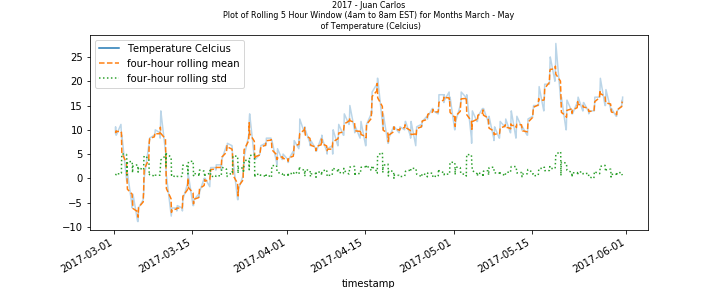 2017 - Juan Carlos
Plot of Rolling 5 Hour Window (4am to 8am EST) for Months March - May
of Temperature (Celcius)
Temperature Celcius
four-hour rolling mean
four-hour rolling std
25
20
15
10
5
0
−5
−10
2017-03-01
2017-03-15
2017-04-01
2017-04-15
2017-05-01
2017-05-15
2017-06-01
timestamp